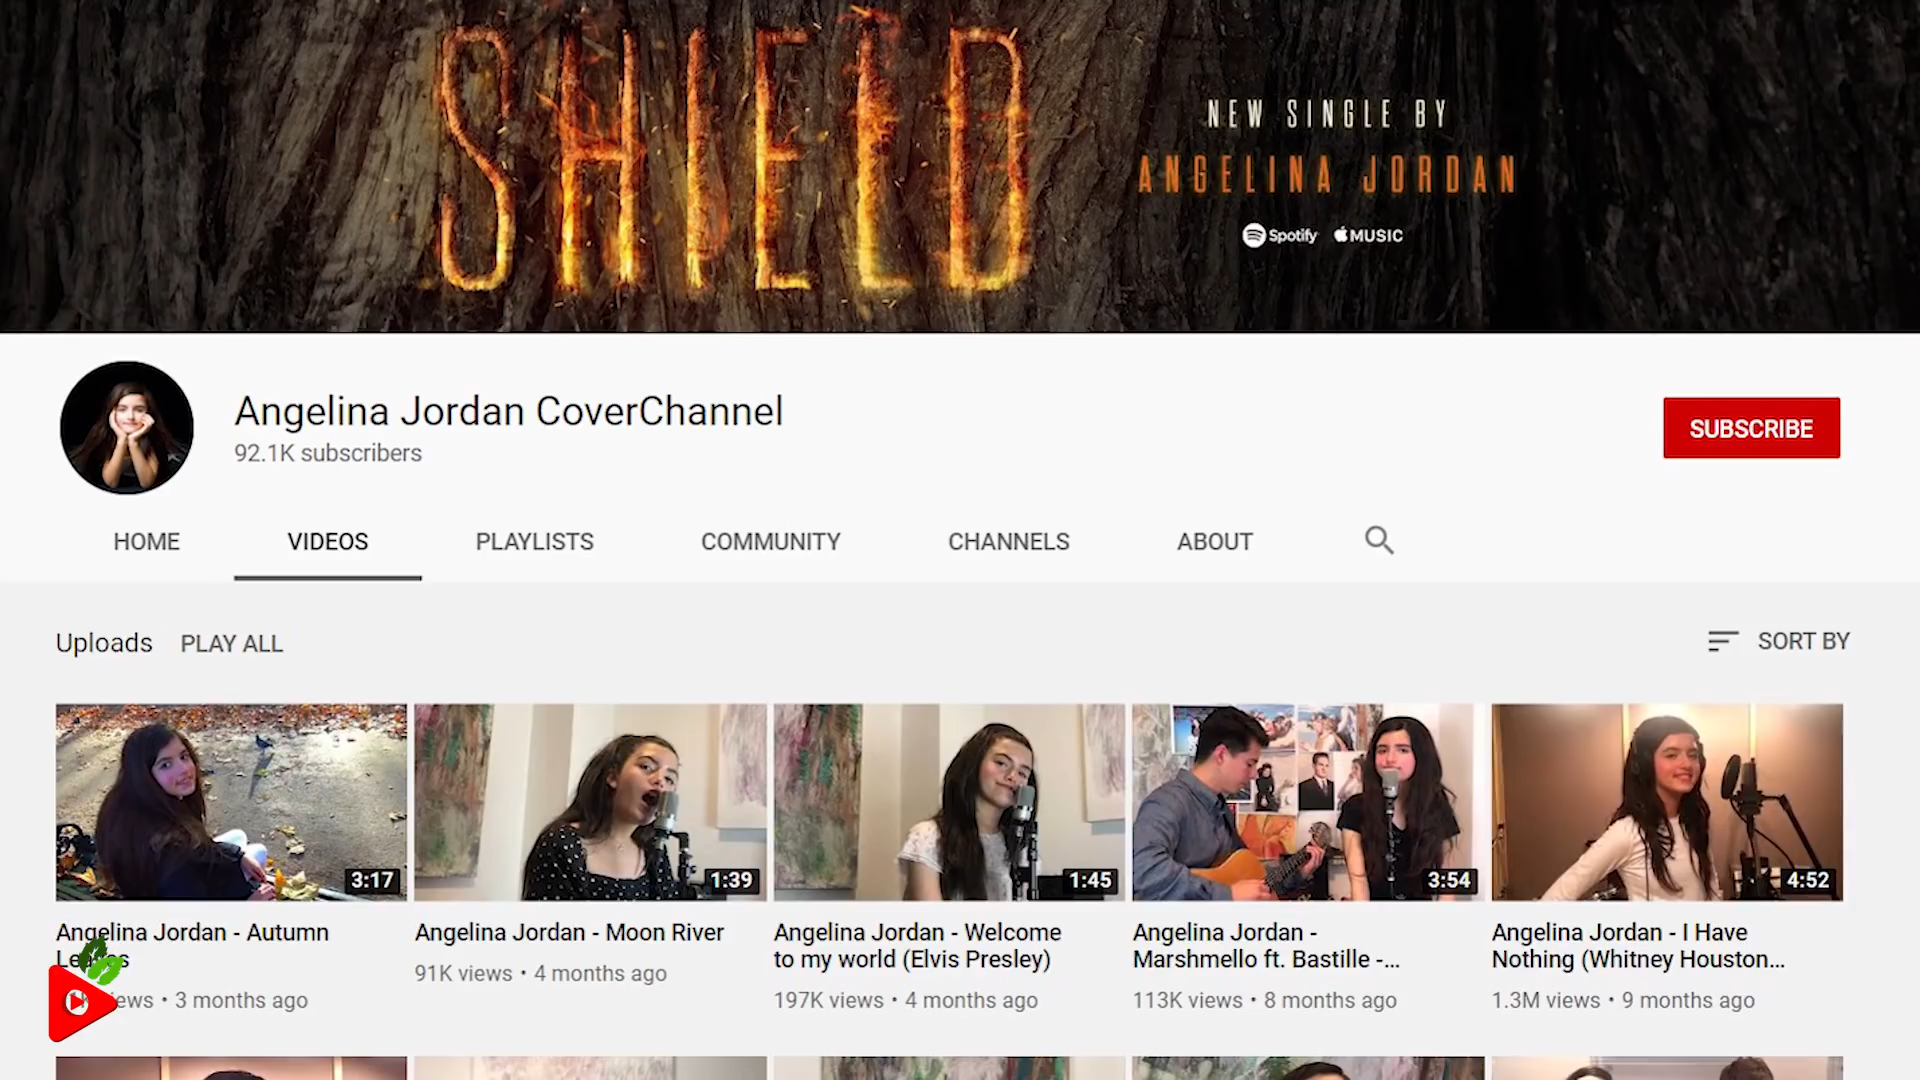 SHIELD
NEW SINGLE BY
ANGELINA JORDAN
Spotify MUSIC
Angelina Jordan CoverChannel
92.1K subscribers
SUBSCRIBE
HOME VIDEOS PLAYLISTS COMMUNITY CHANNELS ABOUT
Uploads PLAY ALL SORT BY
3:17 1:39 1:45 3:54 4:52
Angelina Jordan - Autumn
views • 3 months ago
Angelina Jordan - Moon River
91K views • 4 months ago
Angelina Jordan - Welcome
to my world (Elvis Presley)
197K views • 4 months ago
Angelina Jordan -
Marshmello ft. Bastille -...
113K views • 8 months ago
Angelina Jordan - I Have
Nothing (Whitney Houston...
1.3M views • 9 months ago